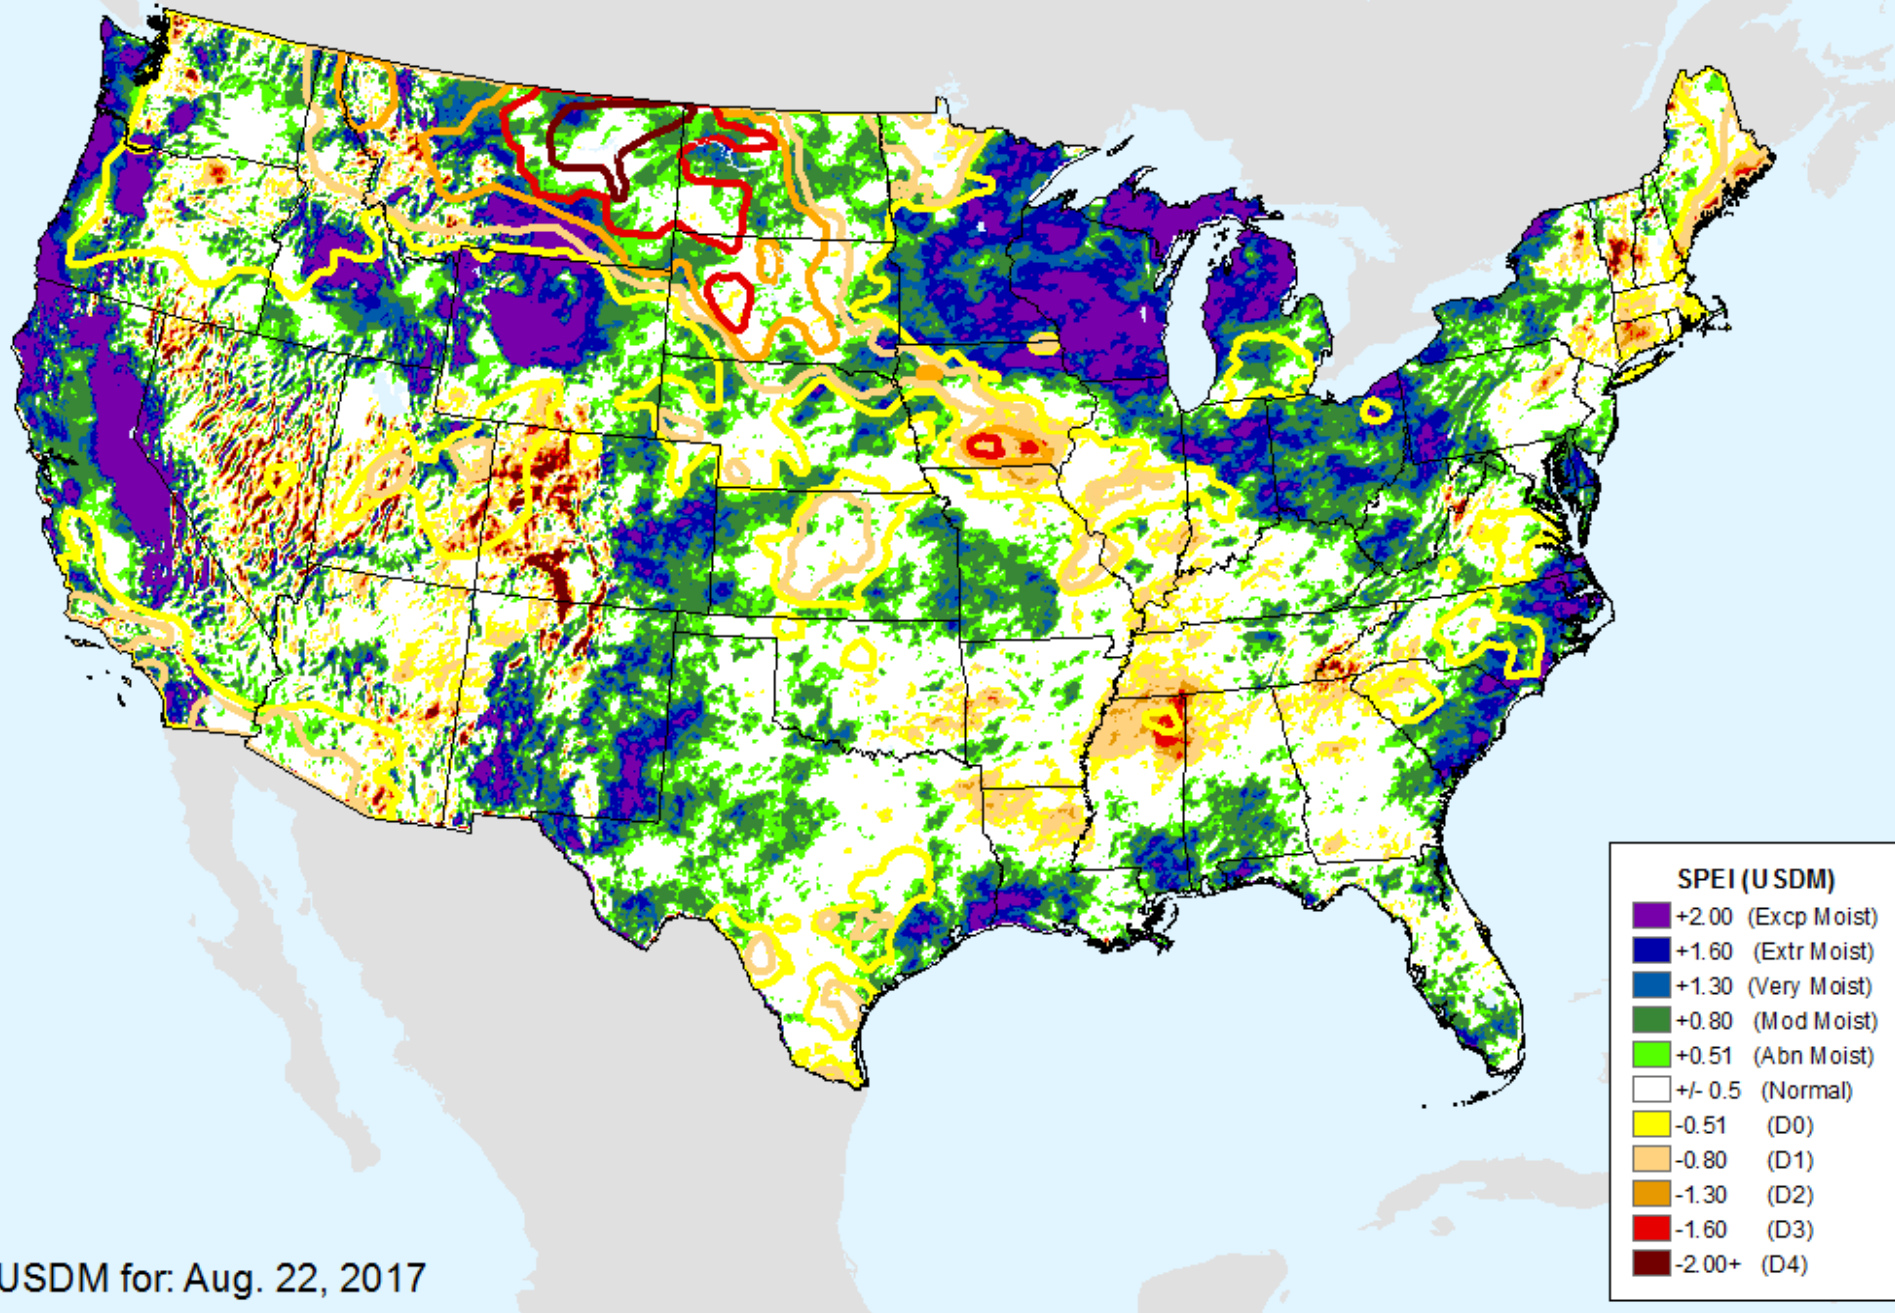 SPEI (USDM)
+2.00 (Excp Moist)
+1.60 (Extr Moist)
+1.30 (Very Moist)
+0.80 (Mod Moist)
+0.51 (Abn Moist)
+/- 0.5 (Normal)
-0.51 (D0)
-0.80 (D1)
-1.30 (D2)
-1.60 (D3)
-2.00+ (D4)
USDM for: Aug. 22, 2017